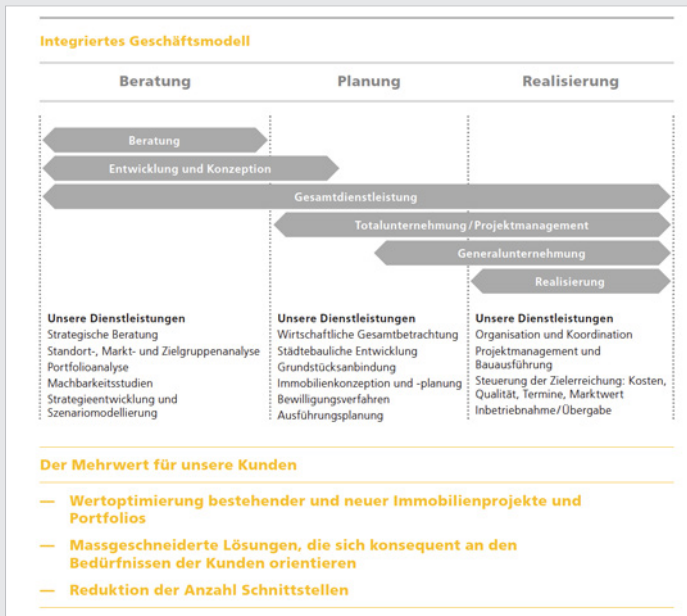 Integriertes Geschäftsmodell
Beratung Planung Realisierung
Beratung
Entwicklung und Konzeption
Gesamtdienstleistung
Totalunternehmung/Projektmanagement
Generalunternehmung
Realisierung
Unsere Dienstleistungen
Strategische Beratung
Standort-, Markt- und Zielgruppenanalyse
Portfolioanalyse
Machbarkeitsstudien
Strategieentwicklung und
Szenariomodellierung
Unsere Dienstleistungen
Wirtschaftliche Gesamtbetrachtung
Städtebauliche Entwicklung
Grundstücksanbindung
Immobilienkonzeption und -planung
Bewilligungsverfahren
Ausführungsplanung
Unsere Dienstleistungen
Organisation und Koordination
Projektmanagement und
Bauausführung
Steuerung der Zielerreichung: Kosten,
Qualität, Termine, Marktwert
Inbetriebnahme/Übergabe
Der Mehrwert für unsere Kunden
— Wertoptimierung bestehender und neuer Immobilienprojekte und
Portfolios
— Massgeschneiderte Lösungen, die sich konsequent an den
Bedürfnissen der Kunden orientieren
— Reduktion der Anzahl Schnittstellen